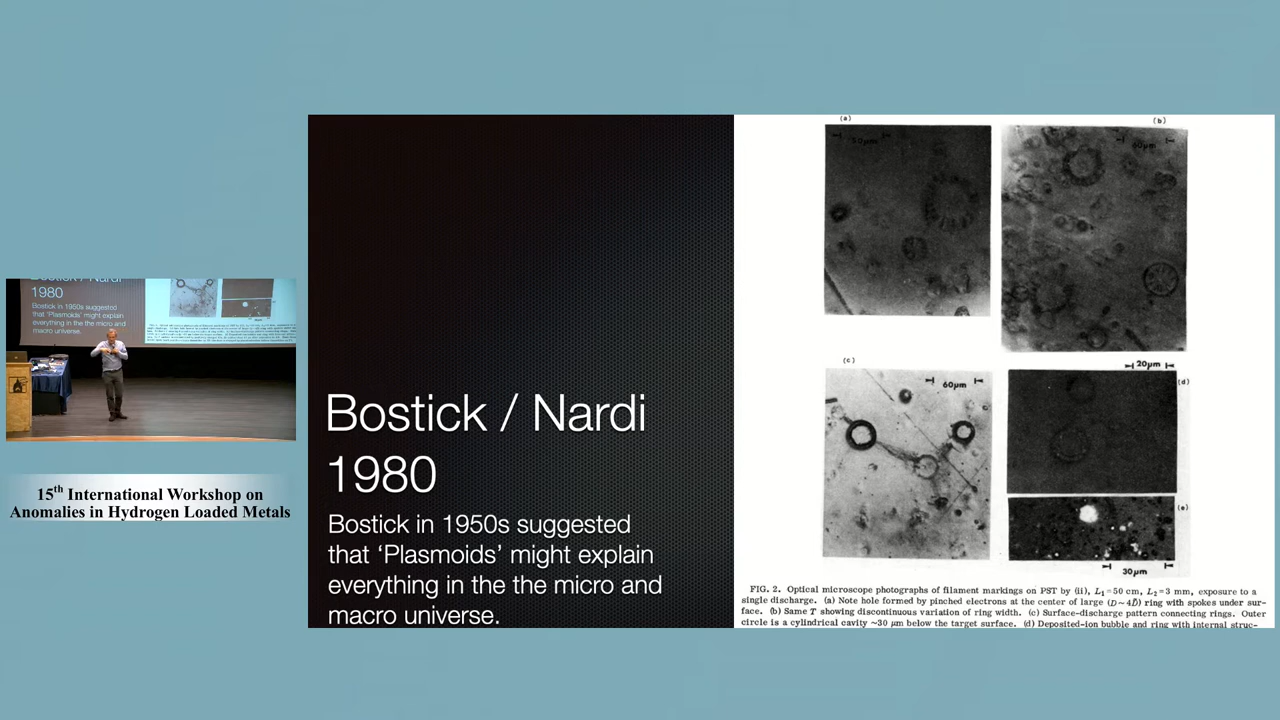 Bostick / Nardi
1980
Bostick in 1950s suggested
that ‘Plasmoids’ might explain
everything in the the micro and
macro universe.
(a)
50μm
(b)
60μm
(c)
60μm
20μm
(d)
(e)
30μm
FIG. 2. Optical microscope photographs of filament markings on PST by (ii), L₁=50 cm, L₂=3 mm, exposure to a
single discharge. (a) Note hole formed by pinched electrons at the center of large (D~4D̄) ring with spokes under sur-
face. (b) Same T showing discontinuous variation of ring width. (c) Surface-discharge pattern connecting rings. Outer
circle is a cylindrical cavity ~30 μm below the target surface. (d) Deposited-ion bubble and ring with internal struc-
Bostick / Nardi
1980
Bostick in 1950s suggested
that ‘Plasmoids’ might explain
everything in the the micro and
macro universe.
15th International Workshop on
Anomalies in Hydrogen Loaded Metals